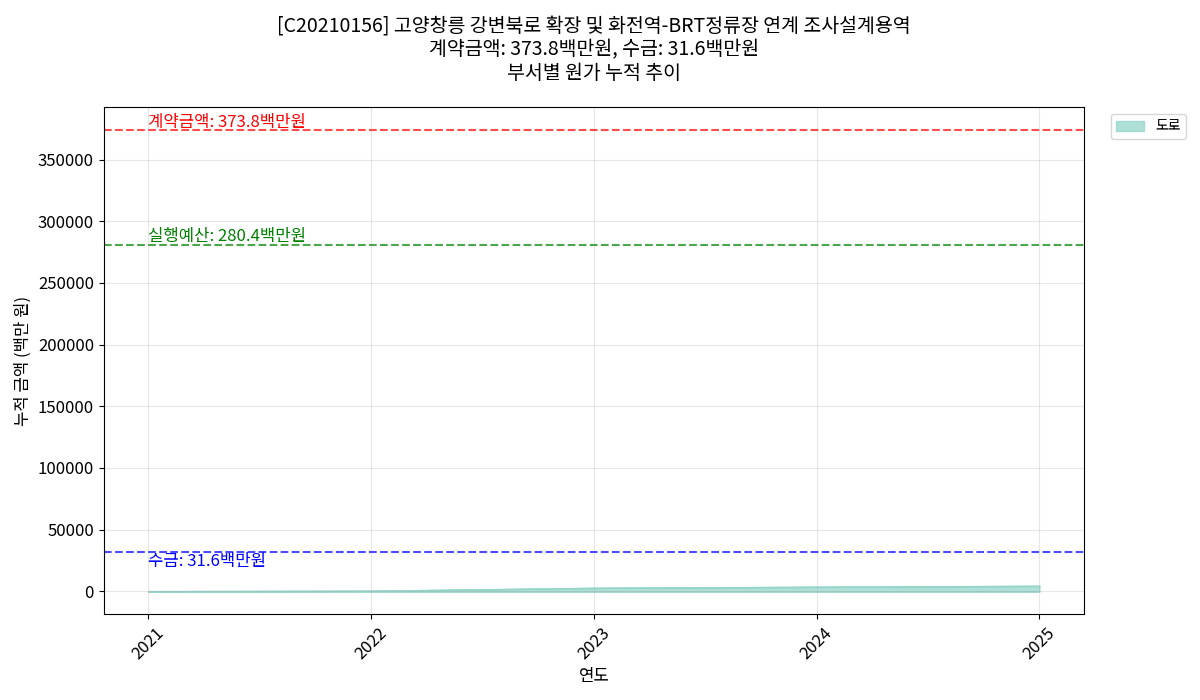 [C20210156] 고양창릉 강변북로 확장 및 화전역-BRT정류장 연계 조사설계용역
계약금액: 373.8백만원, 수금: 31.6백만원
부서별 원가 누적 추이
계약금액: 373.8백만원
도로
350000
300000
실행예산: 280.4백만원
250000
200000
150000
100000
50000
수금: 31.6백만원
0
누적 금액 (백만 원)
2021
2022
2023
2024
2025
연도